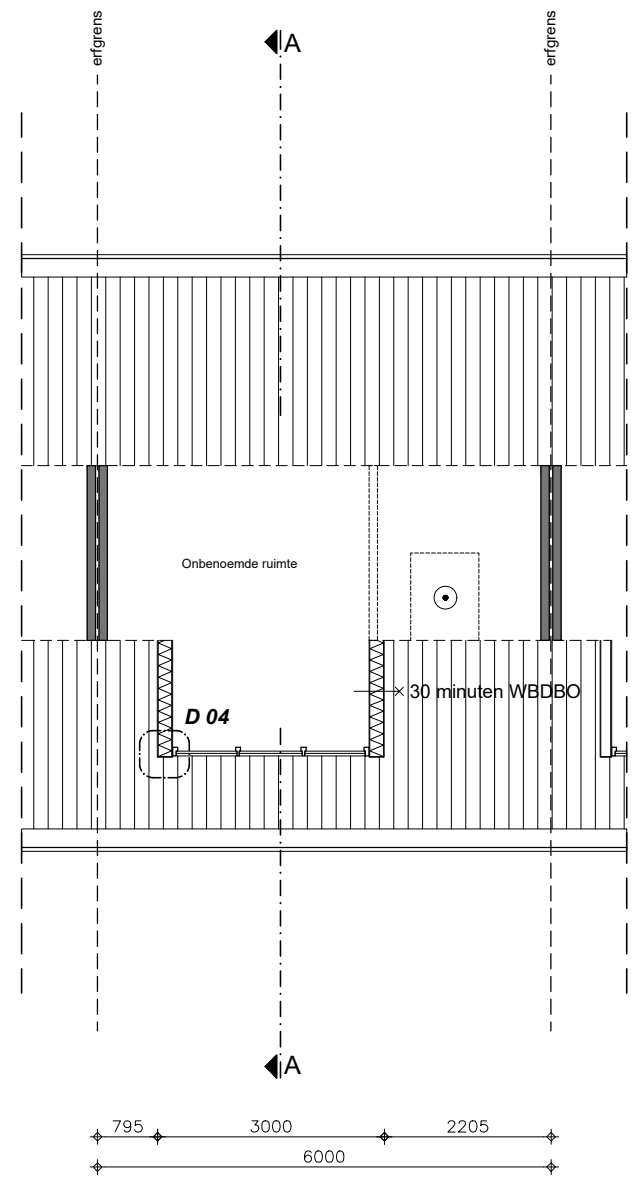 erfgrens
erfgrens
A
Onbenoemde ruimte
30 minuten WBDBO
D 04
A
795
3000
2205
6000